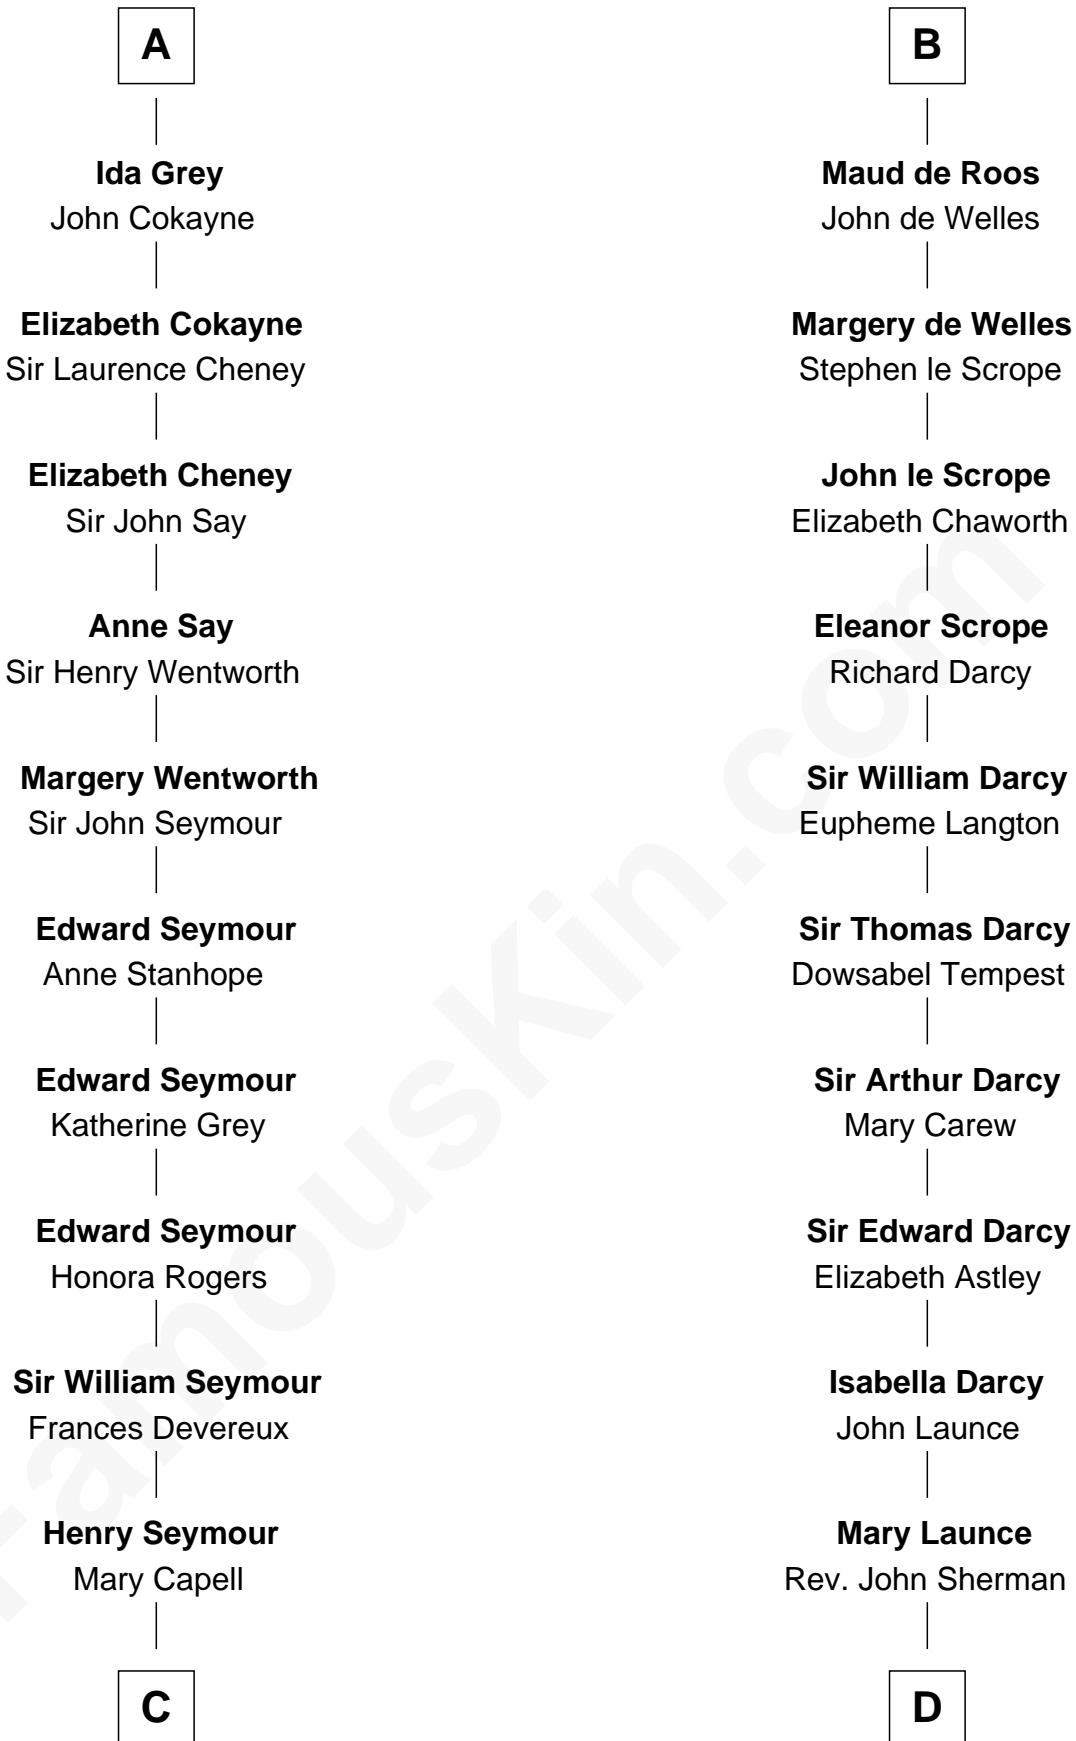 A
Ida Grey
John Cokayne
Elizabeth Cokayne
Sir Laurence Cheney
Elizabeth Cheney
Sir John Say
Anne Say
Sir Henry Wentworth
Margery Wentworth
Sir John Seymour
Edward Seymour
Anne Stanhope
Edward Seymour
Katherine Grey
Edward Seymour
Honora Rogers
Sir William Seymour
Frances Devereux
Henry Seymour
Mary Capell
C
B
Maud de Roos
John de Welles
Margery de Welles
Stephen le Scrope
John le Scrope
Elizabeth Chaworth
Eleanor Scrope
Richard Darcy
Sir William Darcy
Eupheme Langton
Sir Thomas Darcy
Dowsabel Tempest
Sir Arthur Darcy
Mary Carew
Sir Edward Darcy
Elizabeth Astley
Isabella Darcy
John Launce
Mary Launce
Rev. John Sherman
D
FamousKin.com